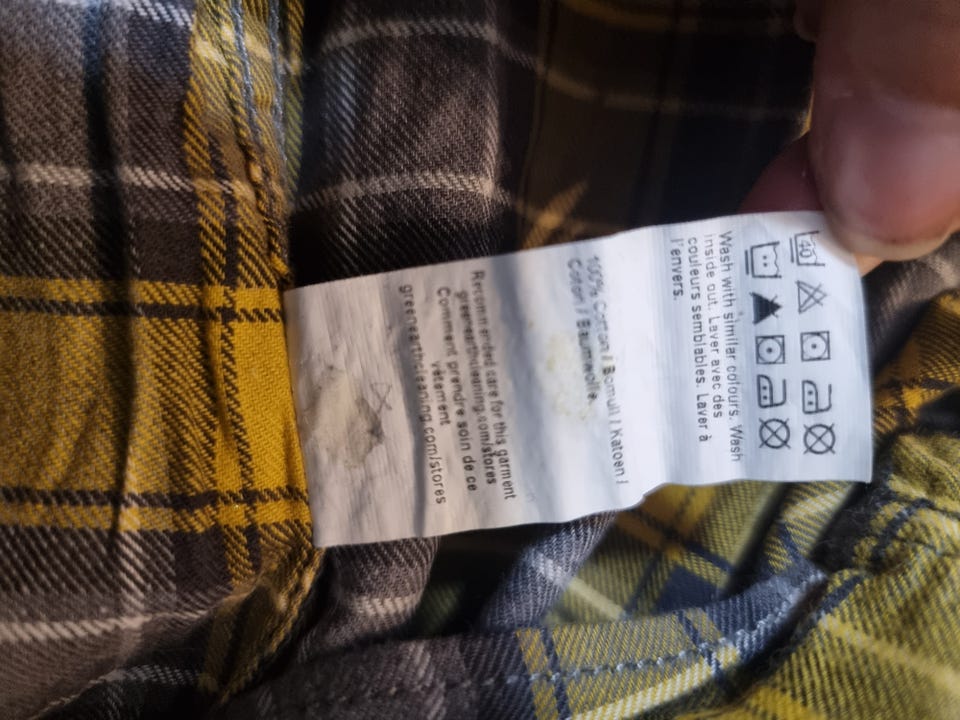 40
Wash with similar colours. Wash
inside out. Laver avec des
couleurs semblables. Laver à
l'envers.
100% Cotton / Bomull / Katoen /
Coton / Baumwolle.
Recommended care for this garment
greenearthcleaning.com/stores
Comment prendre soin de ce
vêtement
greenearthcleaning.com/stores